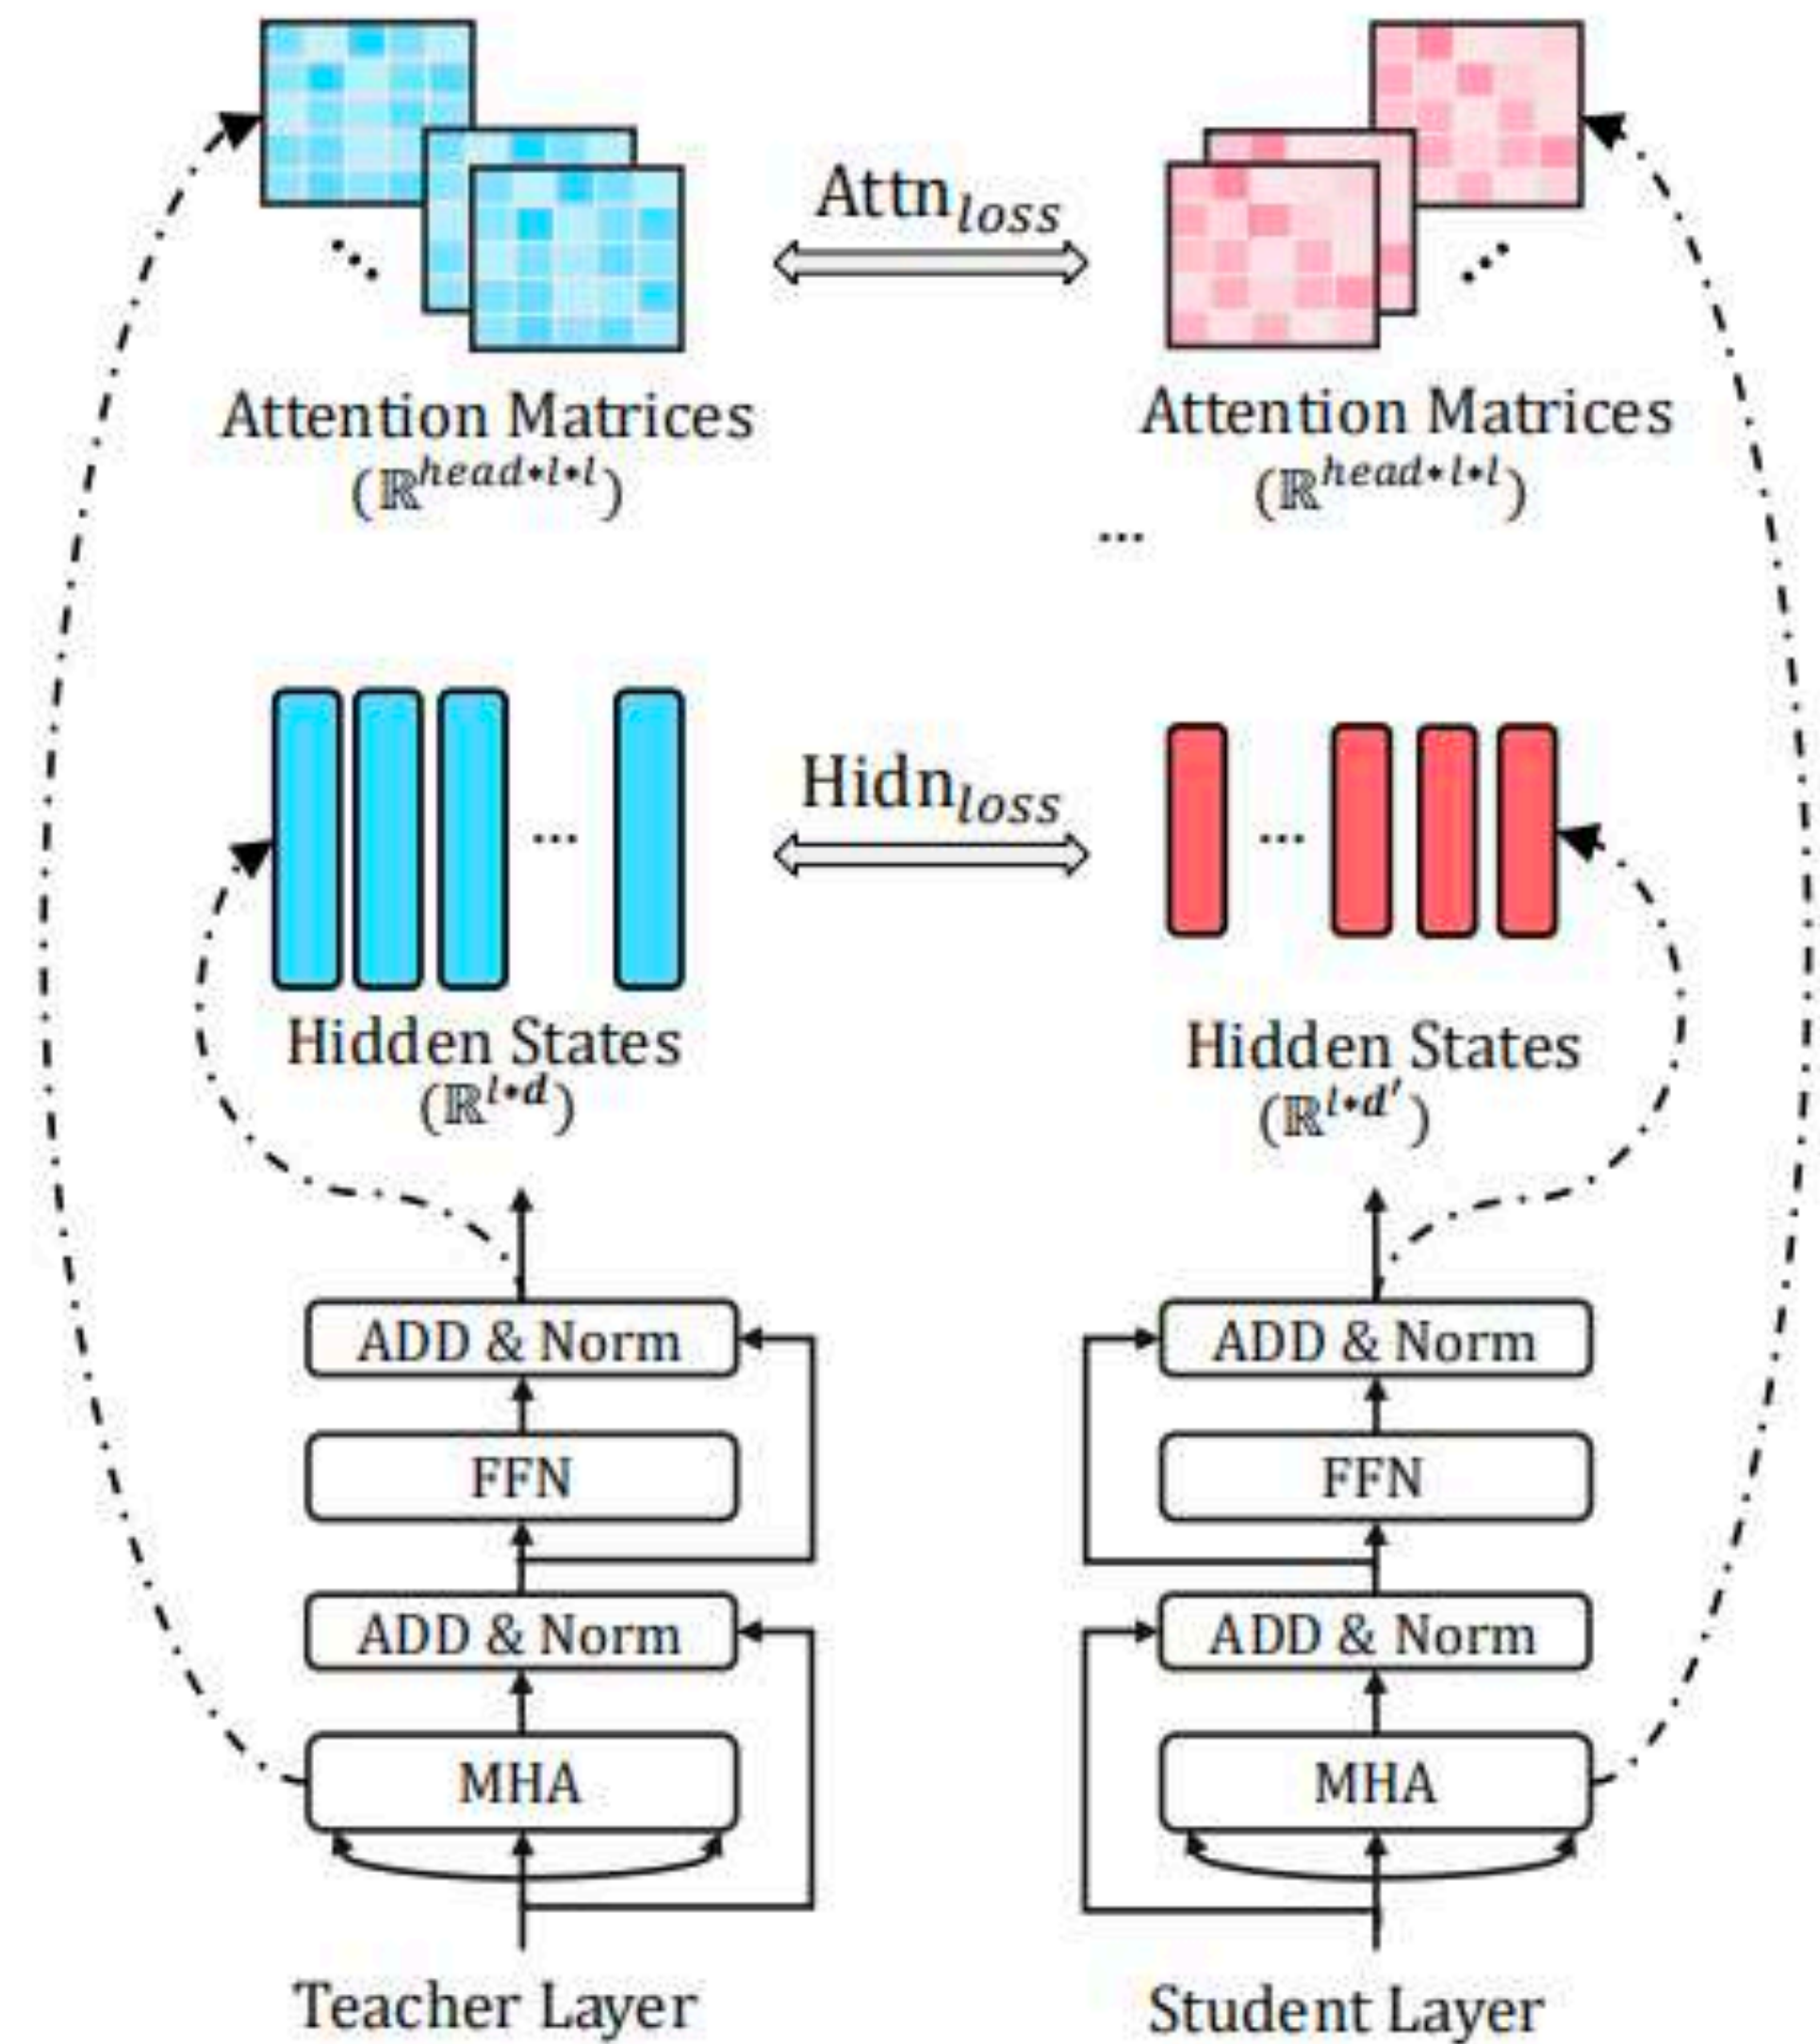 Attn_loss
Attention Matrices
(ℝ^{head*l*l})
Attention Matrices
(ℝ^{head*l*l})
...
Hidn_loss
...
...
Hidden States
(ℝ^{l*d})
Hidden States
(ℝ^{l*d'})
ADD & Norm
FFN
ADD & Norm
MHA
Teacher Layer
ADD & Norm
FFN
ADD & Norm
MHA
Student Layer